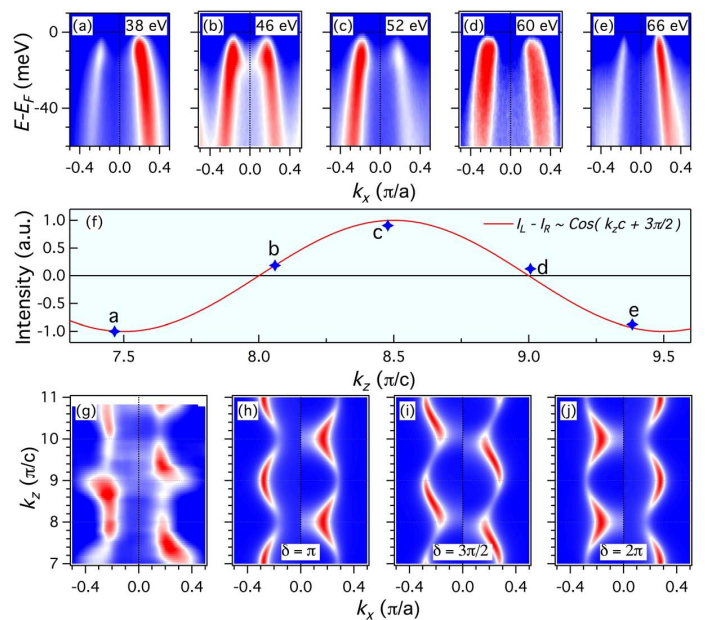 (a) 38 eV (b) 46 eV (c) 52 eV (d) 60 eV (e) 66 eV
E-E_F (meV)
0
-40
-0.4 0.0 0.4 -0.4 0.0 0.4 -0.4 0.0 0.4 -0.4 0.0 0.4 -0.4 0.0 0.4
k_x (π/a)
(f) I_L - I_R ~ Cos( k_z c + 3π/2 )
Intensity (a.u.)
1.0
0.5
0.0
-0.5
-1.0
a b c d e
7.5 8.0 8.5 9.0 9.5
k_z (π/c)
(g) (h) (i) (j)
k_z (π/c)
11
10
9
8
7
δ = π δ = 3π/2 δ = 2π
-0.4 0.0 0.4 -0.4 0.0 0.4 -0.4 0.0 0.4 -0.4 0.0 0.4
k_x (π/a)